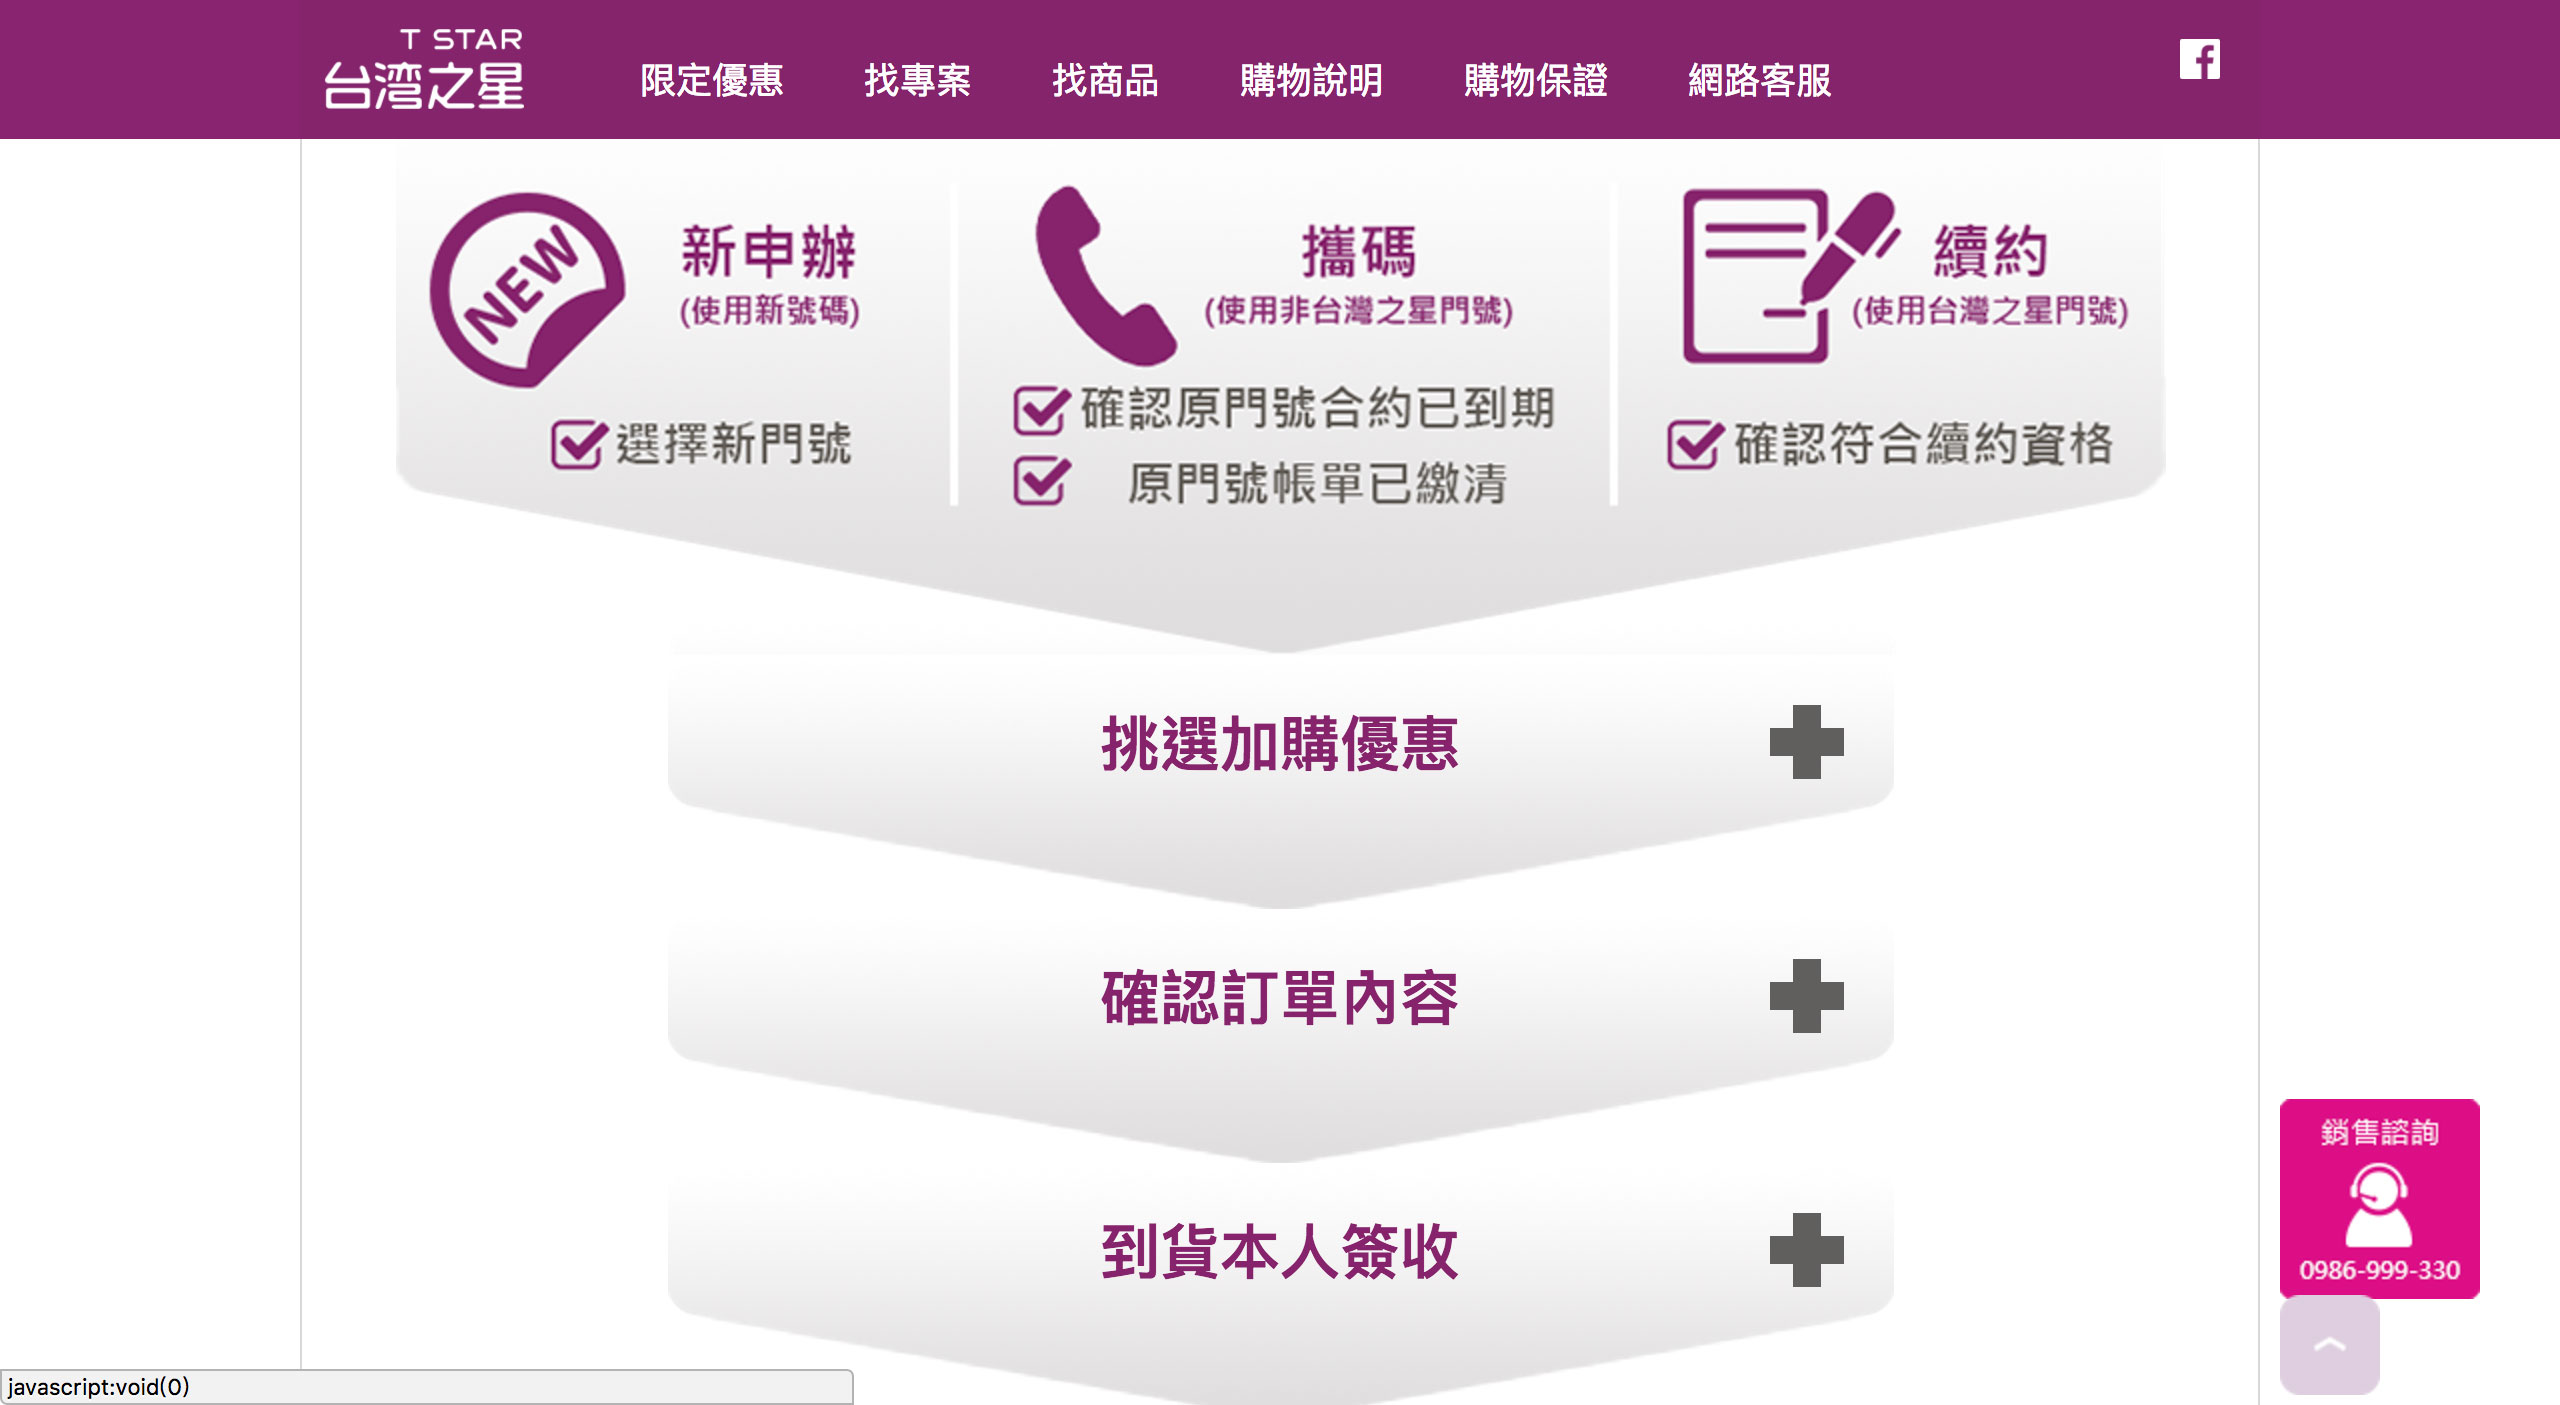 T STAR
台湾之星
限定優惠 找專案 找商品 購物說明 購物保證 網路客服
NEW
新申辦
(使用新號碼)
選擇新門號
攜碼
(使用非台灣之星門號)
確認原門號合約已到期
原門號帳單已繳清
續約
(使用台灣之星門號)
確認符合續約資格
挑選加購優惠
確認訂單內容
到貨本人簽收
銷售諮詢
0986-999-330
javascript:void(0)